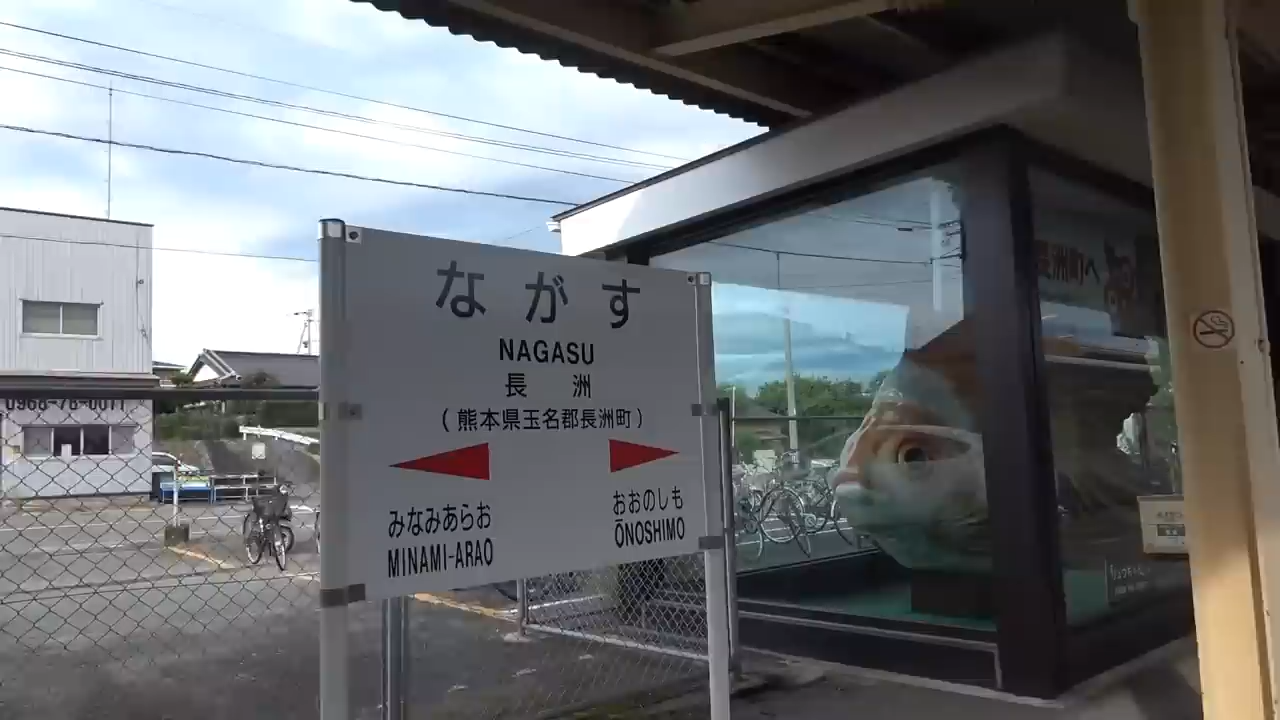 ながす
NAGASU
長洲
(熊本県玉名郡長洲町)
みなみあらお
MINAMI-ARAO
おおのしも
ŌNOSHIMO
0968-78-0011
長洲町へ